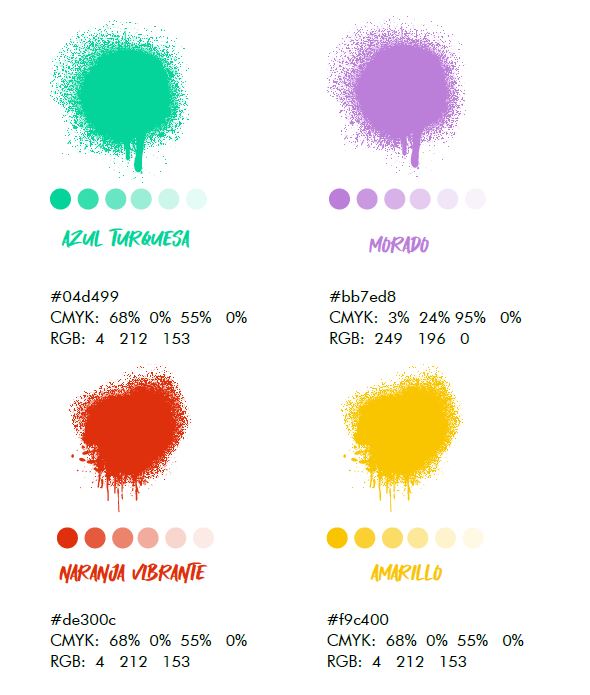 AZUL TURQUESA
#04d499
CMYK: 68% 0% 55% 0%
RGB: 4 212 153
MORADO
#bb7ed8
CMYK: 3% 24% 95% 0%
RGB: 249 196 0
NARANJA VIBRANTE
#de300c
CMYK: 68% 0% 55% 0%
RGB: 4 212 153
AMARILLO
#f9c400
CMYK: 68% 0% 55% 0%
RGB: 4 212 153